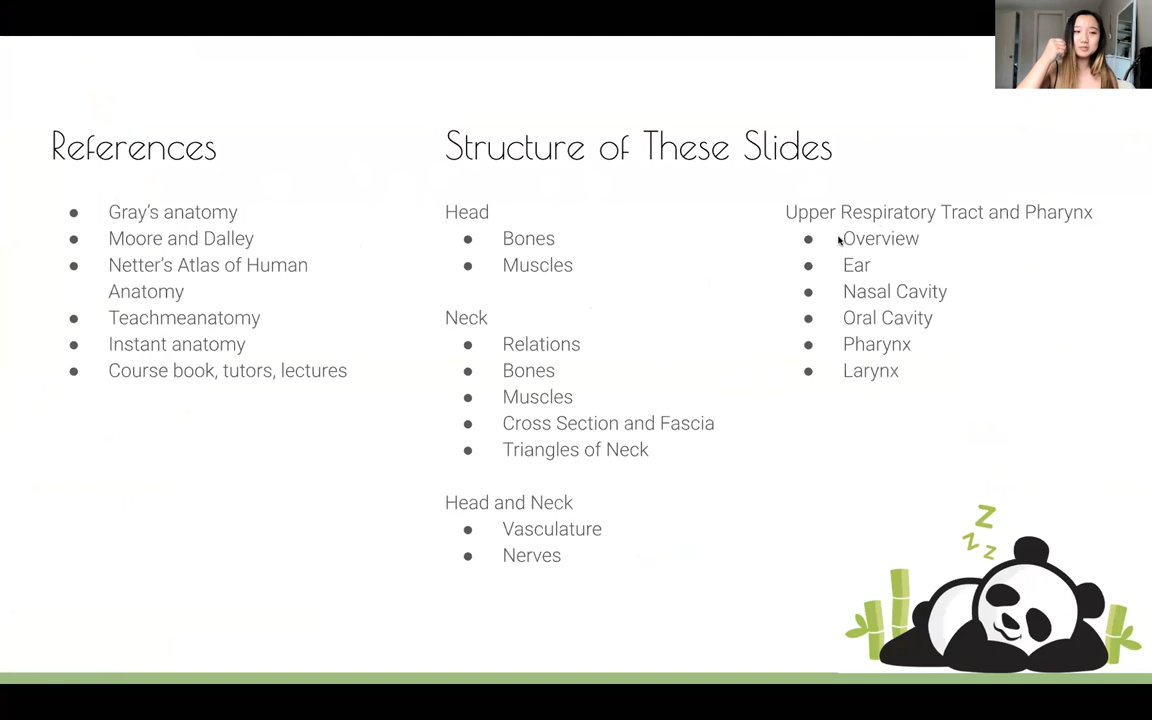 References
Gray's anatomy
Moore and Dalley
Netter's Atlas of Human
Anatomy
Teachmeanatomy
Instant anatomy
Course book, tutors, lectures
Structure of These Slides
Head
Bones
Muscles
Neck
Relations
Bones
Muscles
Cross Section and Fascia
Triangles of Neck
Head and Neck
Vasculature
Nerves
Upper Respiratory Tract and Pharynx
Overview
Ear
Nasal Cavity
Oral Cavity
Pharynx
Larynx
Z
Z
Z